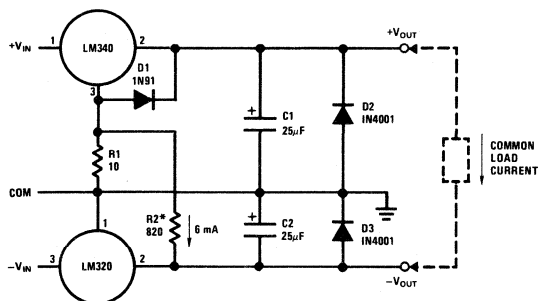 +VIN
1
LM340
2
+VOUT
3
D1
1N91
C1
25μF
D2
IN4001
+
R1
10
COMMON
LOAD
CURRENT
COM
1
R2*
820
6 mA
+
C2
25μF
D3
IN4001
-VIN
3
LM320
2
-VOUT